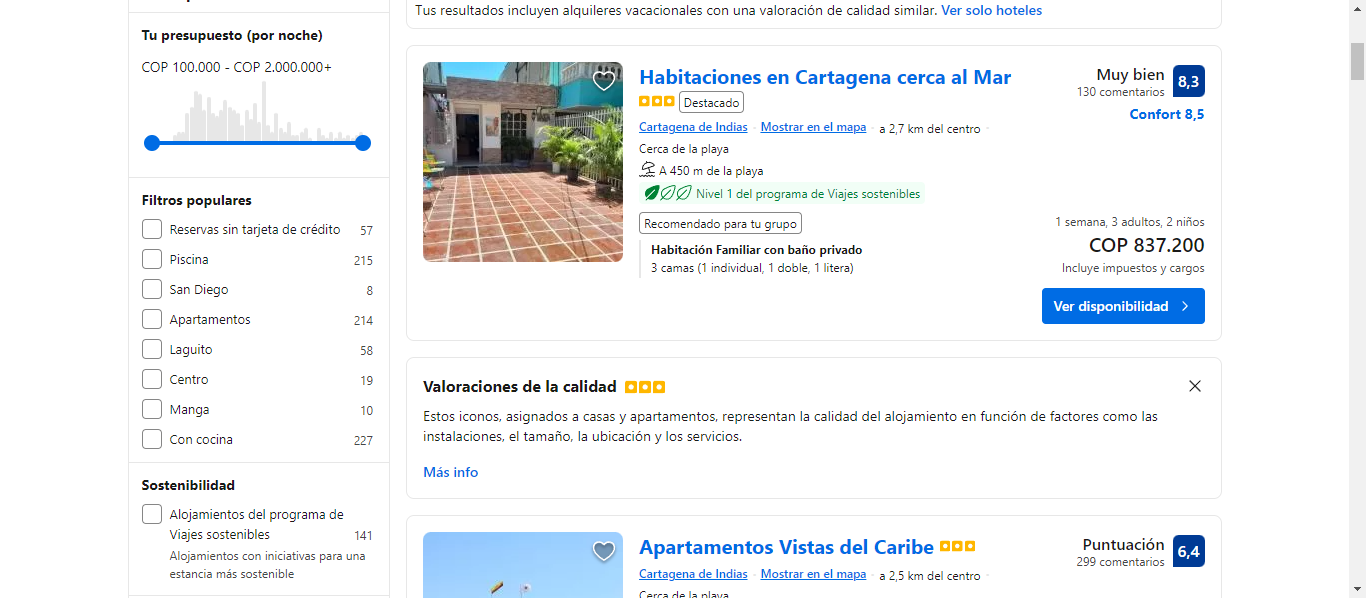 Tus resultados incluyen alquileres vacacionales con una valoración de calidad similar. Ver solo hoteles
Tu presupuesto (por noche)
COP 100.000 - COP 2.000.000+
Filtros populares
Reservas sin tarjeta de crédito 57
Piscina 215
San Diego 8
Apartamentos 214
Laguito 58
Centro 19
Manga 10
Con cocina 227
Sostenibilidad
Alojamientos del programa de
Viajes sostenibles 141
Alojamientos con iniciativas para una
estancia más sostenible
Habitaciones en Cartagena cerca al Mar
Destacado
Cartagena de Indias · Mostrar en el mapa · a 2,7 km del centro ·
Cerca de la playa
A 450 m de la playa
Nivel 1 del programa de Viajes sostenibles
Recomendado para tu grupo
Habitación Familiar con baño privado
3 camas (1 individual, 1 doble, 1 litera)
Muy bien 8,3
130 comentarios
Confort 8,5
1 semana, 3 adultos, 2 niños
COP 837.200
Incluye impuestos y cargos
Ver disponibilidad
Valoraciones de la calidad
Estos iconos, asignados a casas y apartamentos, representan la calidad del alojamiento en función de factores como las
instalaciones, el tamaño, la ubicación y los servicios.
Más info
Apartamentos Vistas del Caribe
Cartagena de Indias · Mostrar en el mapa · a 2,5 km del centro ·
Cerca de la playa
Puntuación 6,4
299 comentarios